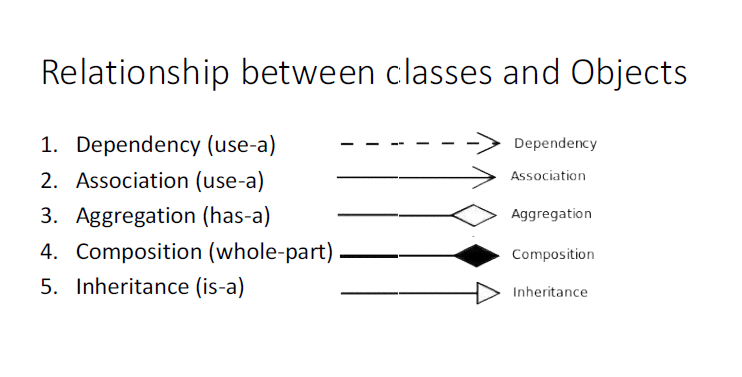 Relationship between classes and Objects
1. Dependency (use-a)
Dependency
2. Association (use-a)
Association
3. Aggregation (has-a)
Aggregation
4. Composition (whole-part)
Composition
5. Inheritance (is-a)
Inheritance